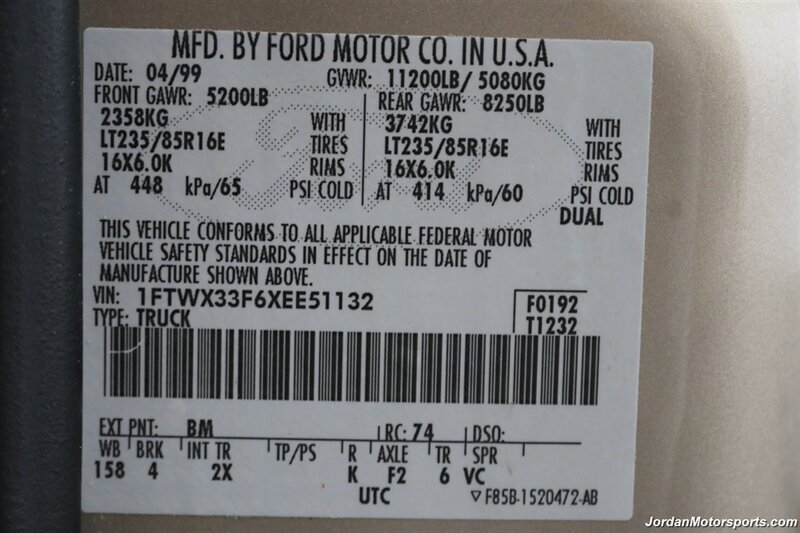 MFD. BY FORD MOTOR CO. IN U.S.A.
DATE: 04/99 GVWR: 11200LB/ 5080KG
FRONT GAWR: 5200LB REAR GAWR: 8250LB
2358KG WITH 3742KG WITH
LT235/85R16E TIRES LT235/85R16E TIRES
16X6.0K RIMS 16X6.0K RIMS
AT 448 kPa/65 PSI COLD AT 414 kPa/60 PSI COLD
DUAL
THIS VEHICLE CONFORMS TO ALL APPLICABLE FEDERAL MOTOR
VEHICLE SAFETY STANDARDS IN EFFECT ON THE DATE OF
MANUFACTURE SHOWN ABOVE.
VIN: 1FTWX33F6XEE51132 F0192
TYPE: TRUCK T1232
EXT PNT: BM RC: 74 DSO:
WB BRK INT TR TP/PS R AXLE TR SPR
158 4 2X K F2 6 VC
UTC ▽ F85B-1520472-AB
JordanMotorsports.com